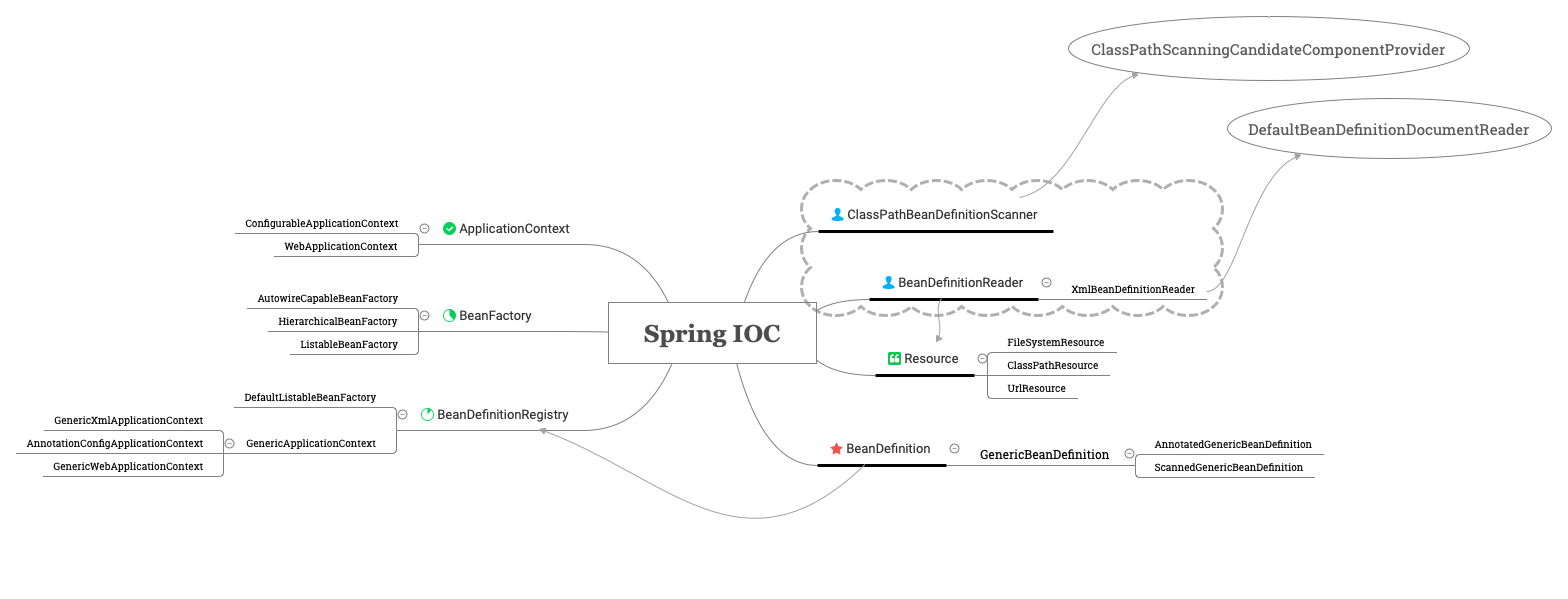 ClassPathScanningCandidateComponentProvider
DefaultBeanDefinitionDocumentReader
ClassPathBeanDefinitionScanner
BeanDefinitionReader
XmlBeanDefinitionReader
ConfigurableApplicationContext
WebApplicationContext
ApplicationContext
AutowireCapableBeanFactory
HierarchicalBeanFactory
ListableBeanFactory
BeanFactory
Spring IOC
Resource
FileSystemResource
ClassPathResource
UrlResource
DefaultListableBeanFactory
BeanDefinitionRegistry
GenericXmlApplicationContext
AnnotationConfigApplicationContext
GenericWebApplicationContext
GenericApplicationContext
BeanDefinition
GenericBeanDefinition
AnnotatedGenericBeanDefinition
ScannedGenericBeanDefinition